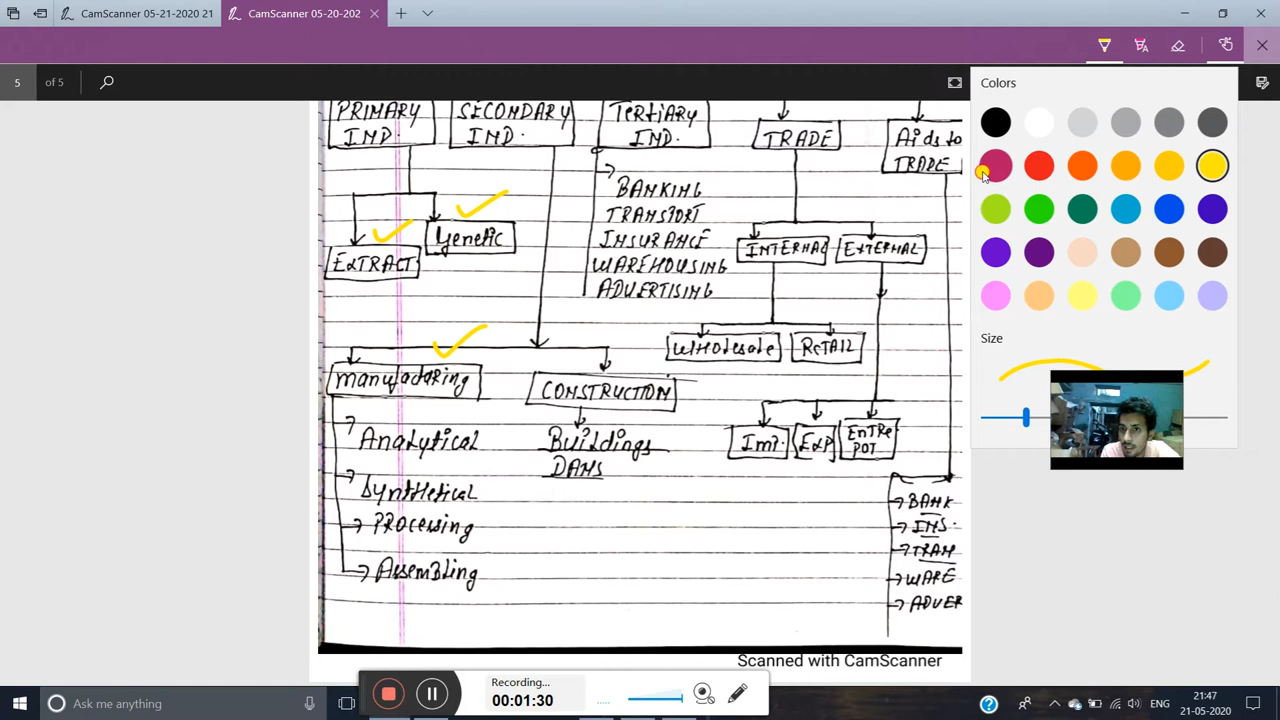 CamScanner 05-21-2020 21
CamScanner 05-20-202
5 of 5
PRIMARY IND.
SECONDARY IND.
TertiARY IND.
TRADE
Aids to TRADE
BANKING
TRANSPORT
INSURANCE
WAREHOUSING
ADVERTISING
EXTRACT
Genetic
INTERNAL
EXTERNAL
Wholesale
RETAIL
manufacturing
CONSTRUCTION
Analytical
Synthetical
PROcessing
Assembling
Buildings
DAMS
Imp.
Exp
EnTRe POT
BANK
INS.
TRAN
WARE
ADVER
Scanned with CamScanner
Colors
Size
Recording...
00:01:30
Ask me anything
ENG
21:47
21-05-2020